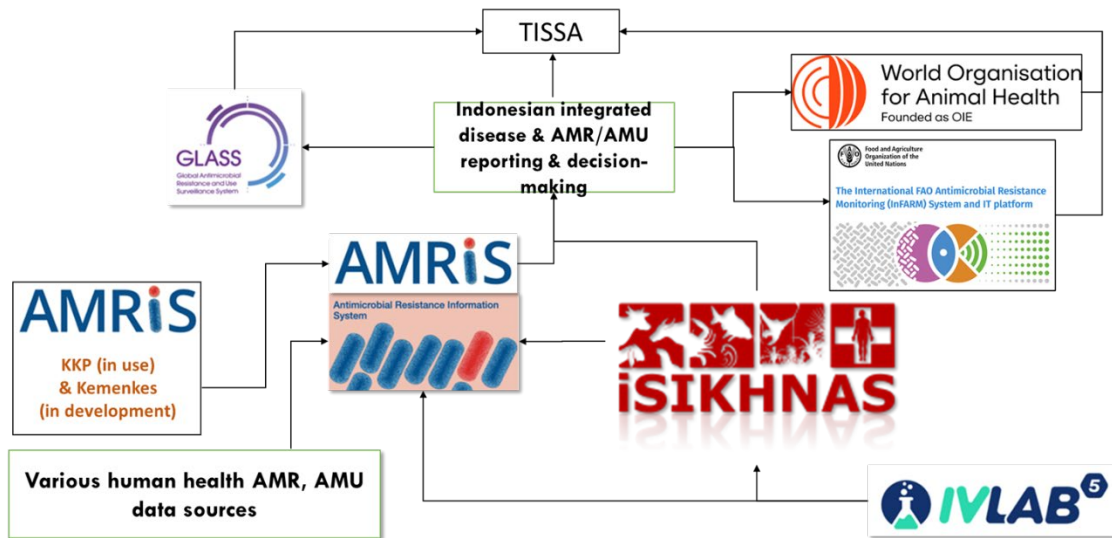 TISSA
GLASS
Global Antimicrobial
Resistance and Use
Surveillance System
Indonesian integrated
disease & AMR/AMU
reporting & decision-
making
World Organisation
for Animal Health
Founded as OIE
Food and Agriculture
Organization of the
United Nations
The International FAO Antimicrobial Resistance
Monitoring (InFARM) System and IT platform
AMRiS
Antimicrobial Resistance Information
System
AMRiS
KKP (in use)
& Kemenkes
(in development)
iSIKHNAS
Various human health AMR, AMU
data sources
IVLAB 5